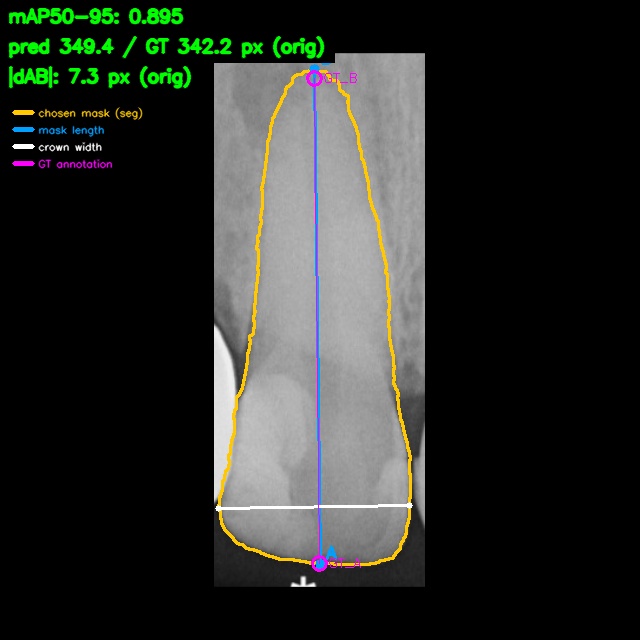 mAP50-95: 0.895
pred 349.4 / GT 342.2 px (orig)
|dAB|: 7.3 px (orig)
chosen mask (seg)
mask length
crown width
GT annotation
GT_B
A